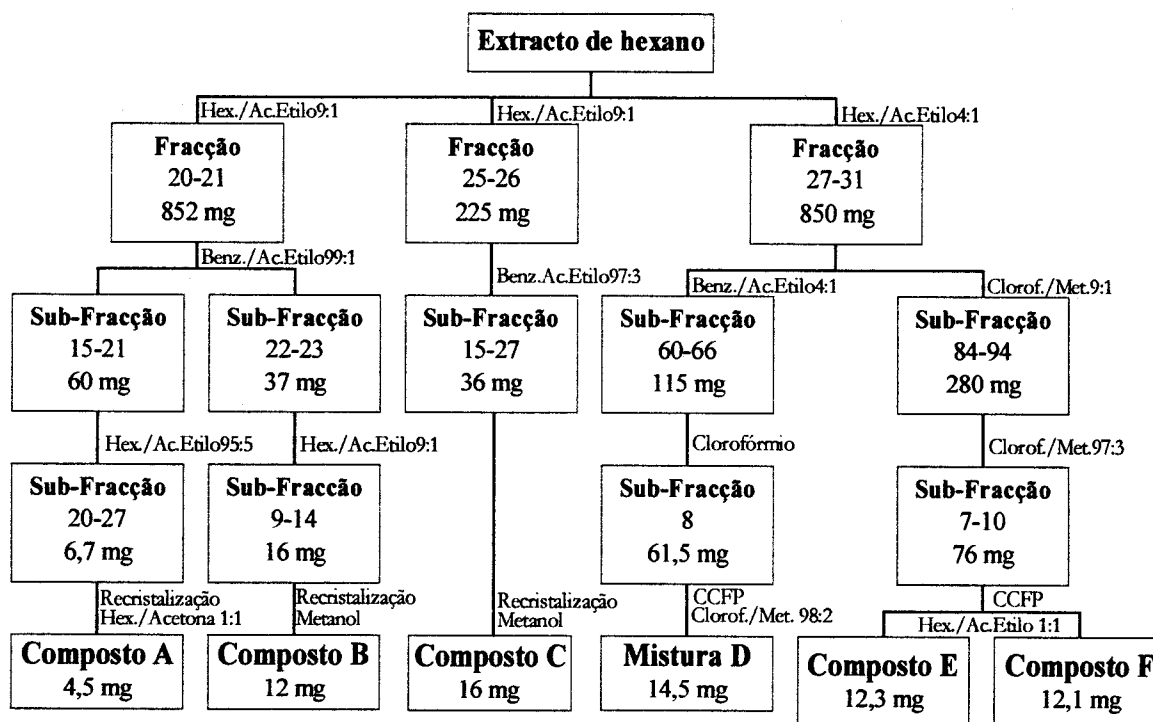 Extracto de hexano
Hex./Ac.Etilo9:1
Hex./Ac.Etilo9:1
Hex./Ac.Etilo4:1
Fracção
20-21
852 mg
Fracção
25-26
225 mg
Fracção
27-31
850 mg
Benz./Ac.Etilo99:1
Benz.Ac.Etilo97:3
Benz./Ac.Etilo4:1
Clorof./Met.9:1
Sub-Fracção
15-21
60 mg
Sub-Fracção
22-23
37 mg
Sub-Fracção
15-27
36 mg
Sub-Fracção
60-66
115 mg
Sub-Fracção
84-94
280 mg
Hex./Ac.Etilo95:5
Hex./Ac.Etilo9:1
Clorofórmio
Clorof./Met.97:3
Sub-Fracção
20-27
6,7 mg
Sub-Fraccão
9-14
16 mg
Sub-Fracção
8
61,5 mg
Sub-Fracção
7-10
76 mg
Recristalização
Hex./Acetona 1:1
Recristalização
Metanol
Recristalização
Metanol
CCFP
Clorof./Met. 98:2
CCFP
Hex./Ac.Etilo 1:1
Composto A
4,5 mg
Composto B
12 mg
Composto C
16 mg
Mistura D
14,5 mg
Composto E
12,3 mg
Composto F
12,1 mg